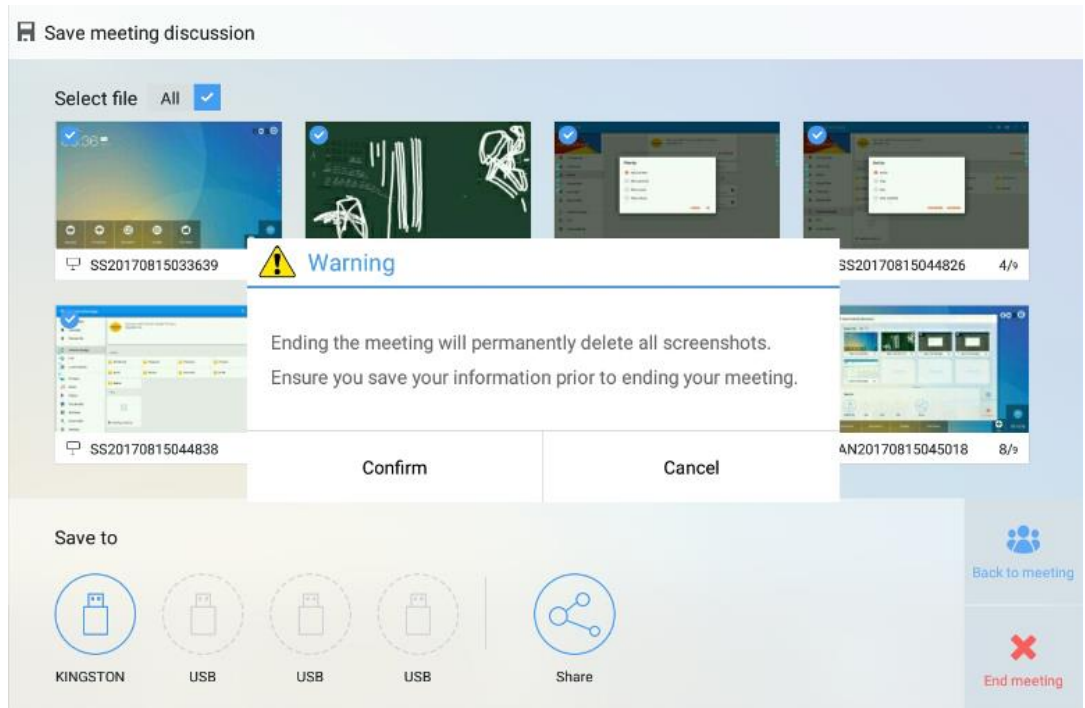 Save meeting discussion
Select file All
SS20170815033639
SS20170815044826 4/9
Warning
Ending the meeting will permanently delete all screenshots.
Ensure you save your information prior to ending your meeting.
Confirm Cancel
SS20170815044838
AN20170815045018 8/9
Save to
KINGSTON USB USB USB Share
Back to meeting
End meeting